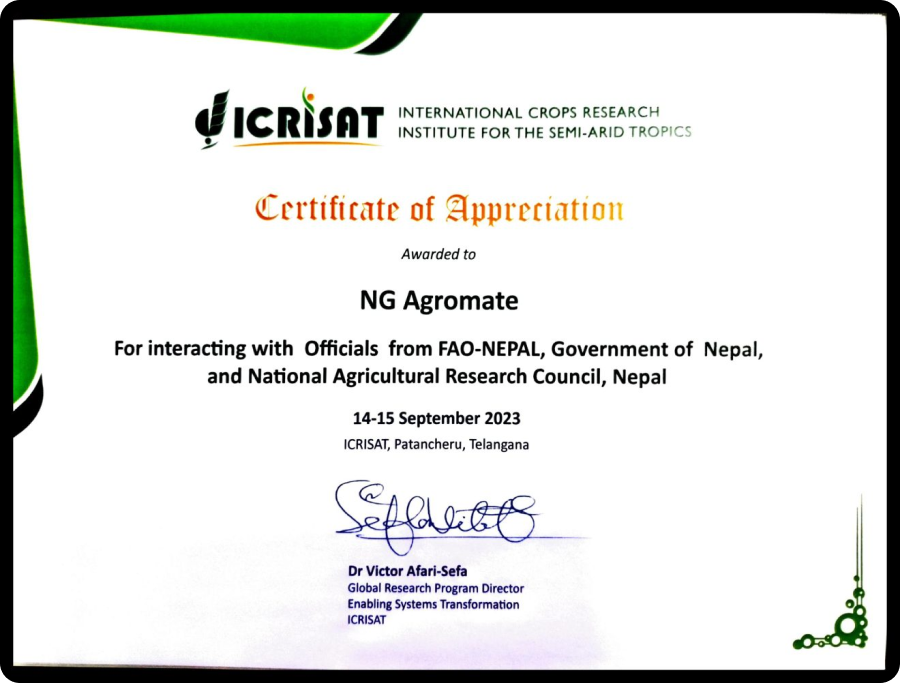 ICRISAT
INTERNATIONAL CROPS RESEARCH
INSTITUTE FOR THE SEMI-ARID TROPICS
Certificate of Appreciation
Awarded to
NG Agromate
For interacting with Officials from FAO-NEPAL, Government of Nepal,
and National Agricultural Research Council, Nepal
14-15 September 2023
ICRISAT, Patancheru, Telangana
Dr Victor Afari-Sefa
Global Research Program Director
Enabling Systems Transformation
ICRISAT